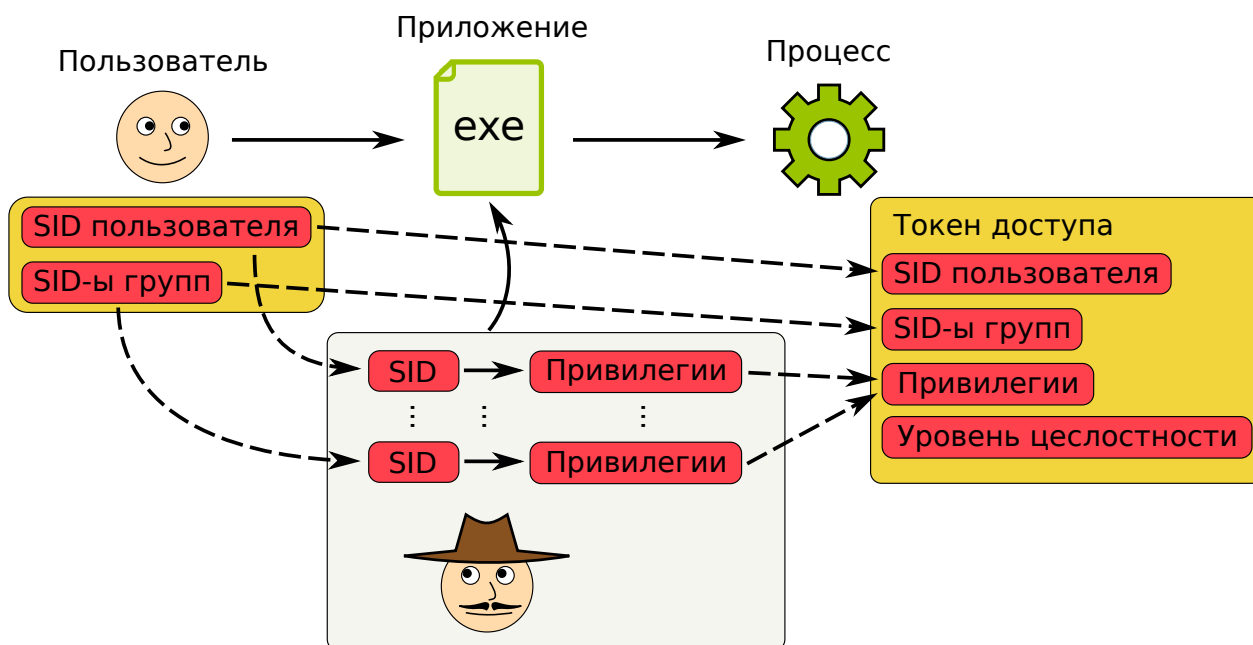 Пользователь
Приложение
Процесс
exe
SID пользователя
SID-ы групп
Токен доступа
SID пользователя
SID-ы групп
Привилегии
Уровень цеслостности
SID
Привилегии
SID
Привилегии